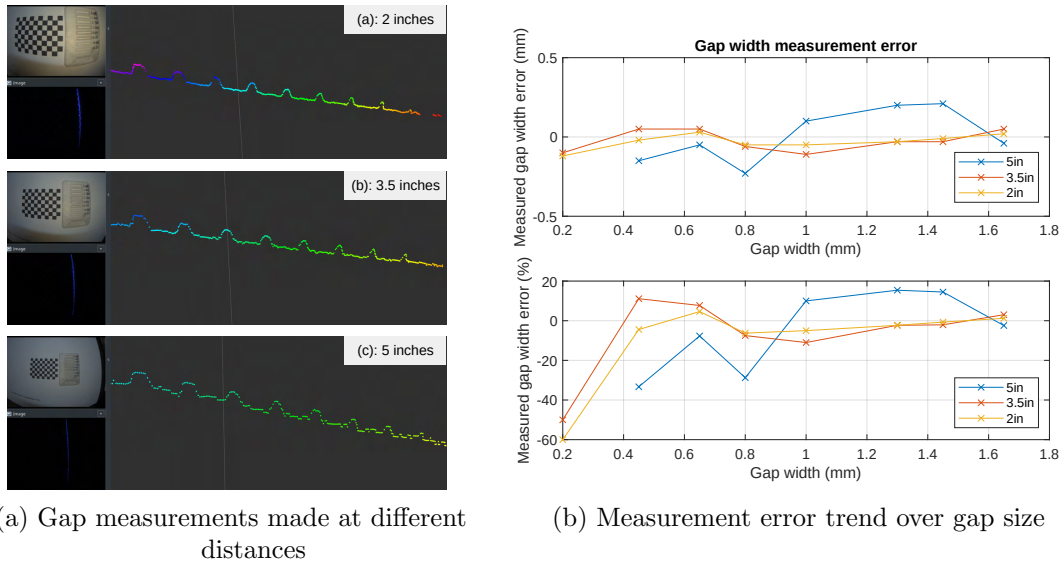 (a): 2 inches
Image
(b): 3.5 inches
Image
(c): 5 inches
Image
a) Gap measurements made at different
distances
Gap width measurement error
Measured gap width error (mm)
0.5
0
-0.5
0.2 0.4 0.6 0.8 1 1.2 1.4 1.6 1.8
Gap width (mm)
5in
3.5in
2in
Measured gap width error (%)
20
0
-20
-40
-60
0.2 0.4 0.6 0.8 1 1.2 1.4 1.6 1.8
Gap width (mm)
5in
3.5in
2in
(b) Measurement error trend over gap size